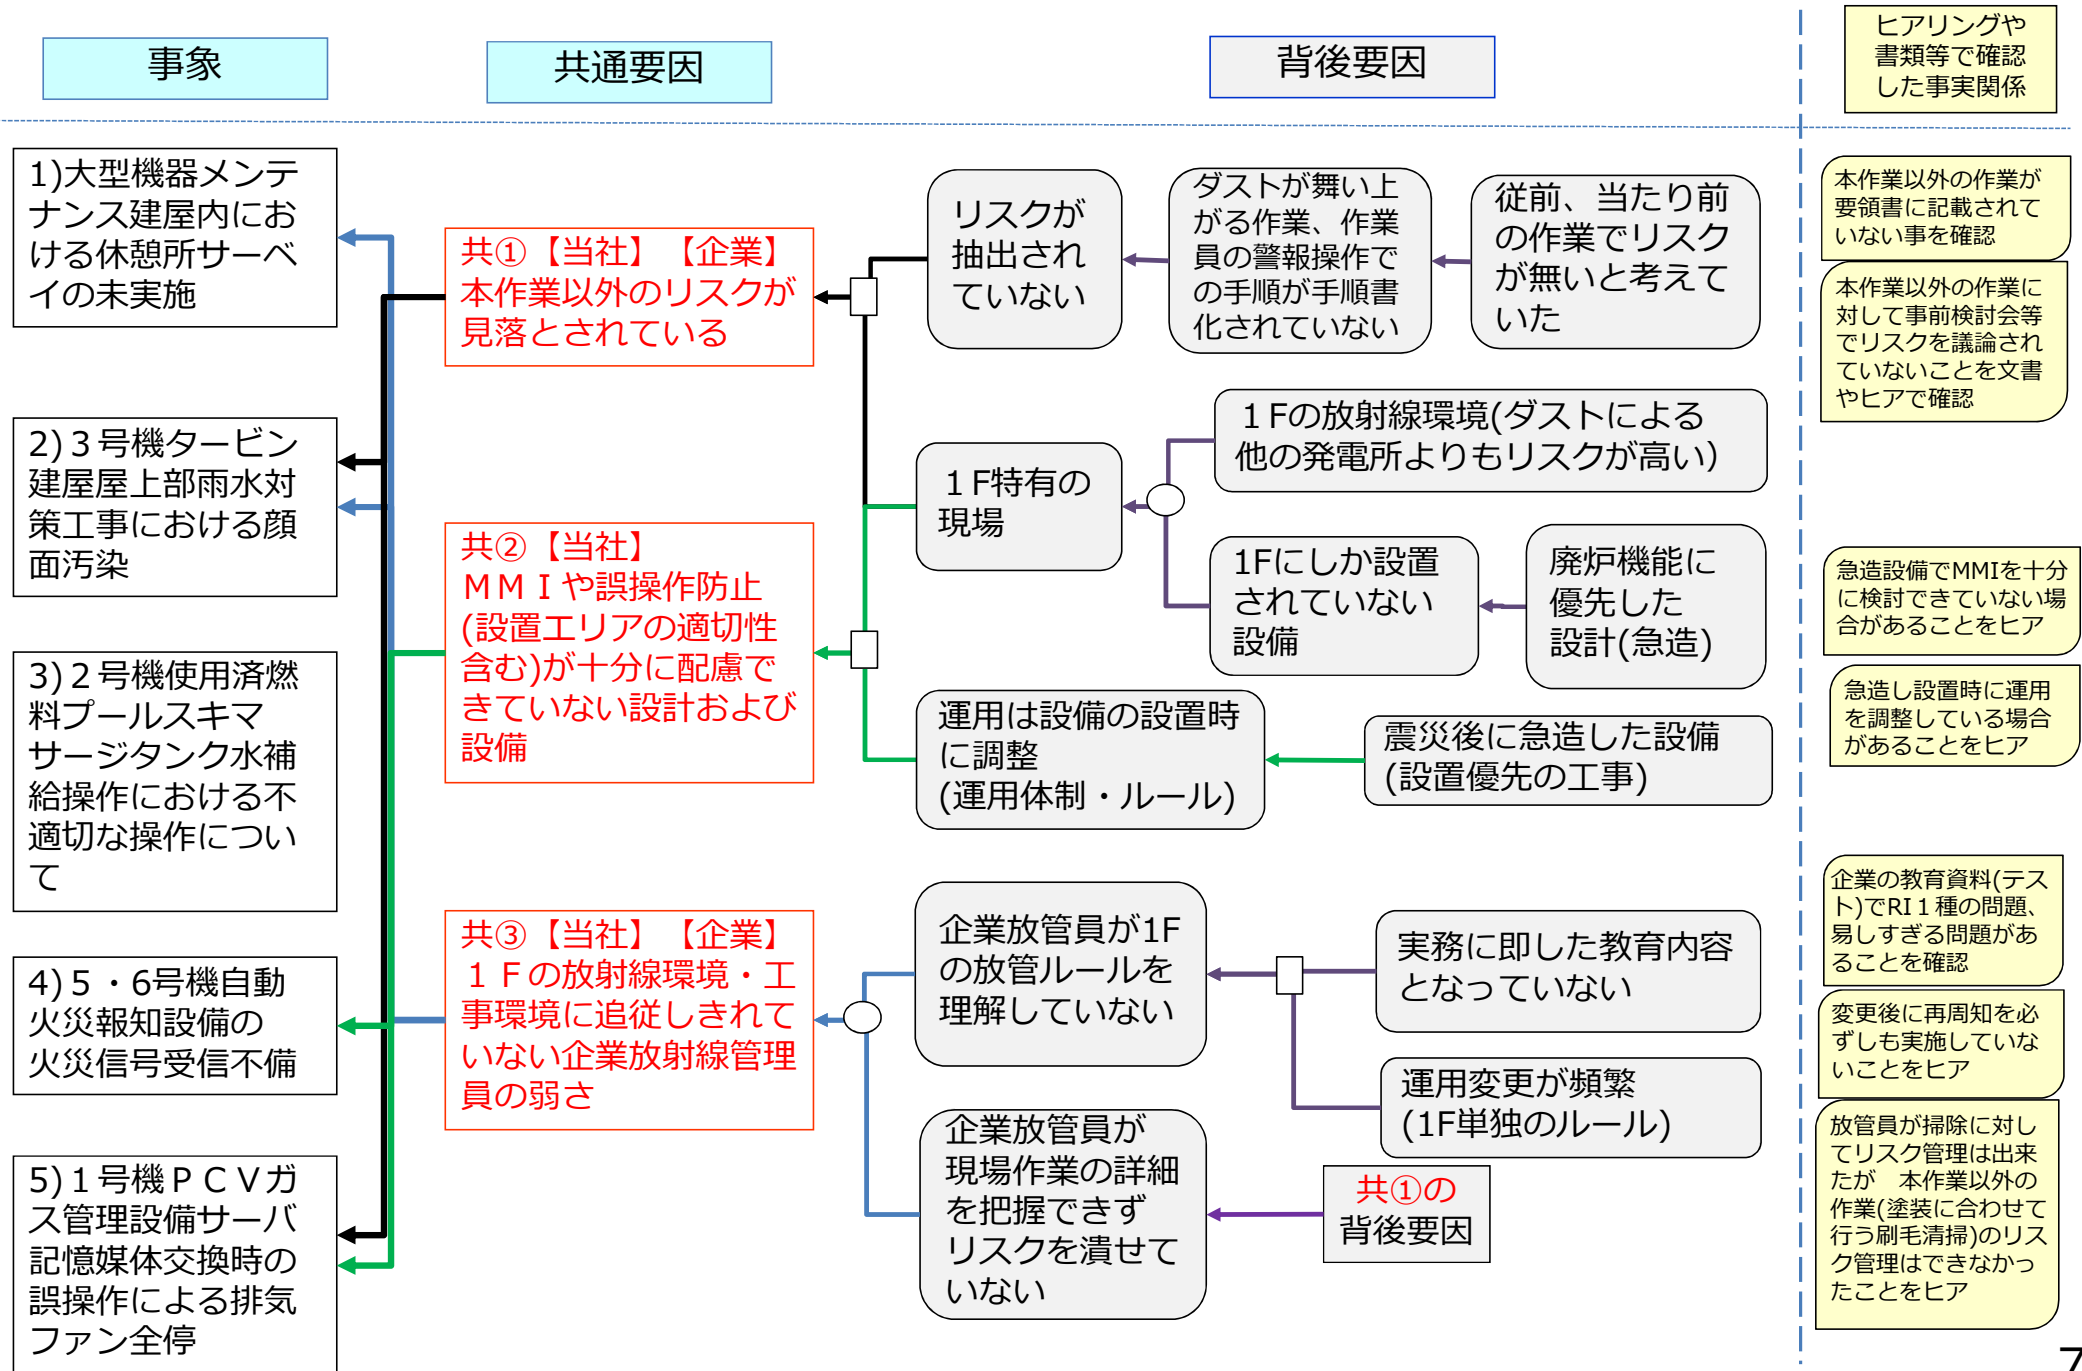 事象
共通要因
背後要因
ヒアリングや
書類等で確認
した事実関係
1)大型機器メンテ
ナンス建屋内にお
ける休憩所サーベ
イの未実施
2)３号機タービン
建屋屋上部雨水対
策工事における顔
面汚染
3)２号機使用済燃
料プールスキマ
サージタンク水補
給操作における不
適切な操作につい
て
4)５・6号機自動
火災報知設備の
火災信号受信不備
5)１号機ＰＣＶガ
ス管理設備サーバ
記憶媒体交換時の
誤操作による排気
ファン全停
共①【当社】【企業】
本作業以外のリスクが
見落とされている
共②【当社】
ＭＭＩや誤操作防止
(設置エリアの適切性
含む)が十分に配慮で
きていない設計および
設備
共③【当社】【企業】
１Ｆの放射線環境・工
事環境に追従しきれて
いない企業放射線管理
員の弱さ
リスクが
抽出され
ていない
ダストが舞い上
がる作業、作業
員の警報操作で
の手順が手順書
化されていない
従前、当たり前
の作業でリスク
が無いと考えて
いた
１F特有の
現場
１Fの放射線環境(ダストによる
他の発電所よりもリスクが高い）
1Fにしか設置
されていない
設備
廃炉機能に
優先した
設計(急造)
運用は設備の設置時
に調整
(運用体制・ルール)
震災後に急造した設備
(設置優先の工事)
企業放管員が1F
の放管ルールを
理解していない
実務に即した教育内容
となっていない
運用変更が頻繁
(1F単独のルール)
企業放管員が
現場作業の詳細
を把握できず
リスクを潰せて
いない
共①の
背後要因
本作業以外の作業が
要領書に記載されて
いない事を確認
本作業以外の作業に
対して事前検討会等
でリスクを議論され
ていないことを文書
やヒアで確認
急造設備でMMIを十分
に検討できていない場
合があることをヒア
急造し設置時に運用
を調整している場合
があることをヒア
企業の教育資料(テス
ト)でRI１種の問題、
易しすぎる問題があ
ることを確認
変更後に再周知を必
ずしも実施していな
いことをヒア
放管員が掃除に対し
てリスク管理は出来
たが　本作業以外の
作業(塗装に合わせて
行う刷毛清掃)のリス
ク管理はできなかっ
たことをヒア
7